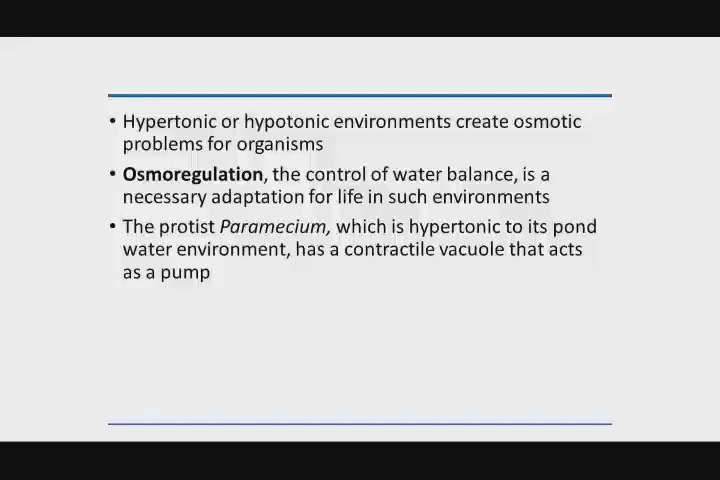 • Hypertonic or hypotonic environments create osmotic
problems for organisms
• Osmoregulation, the control of water balance, is a
necessary adaptation for life in such environments
• The protist Paramecium, which is hypertonic to its pond
water environment, has a contractile vacuole that acts
as a pump